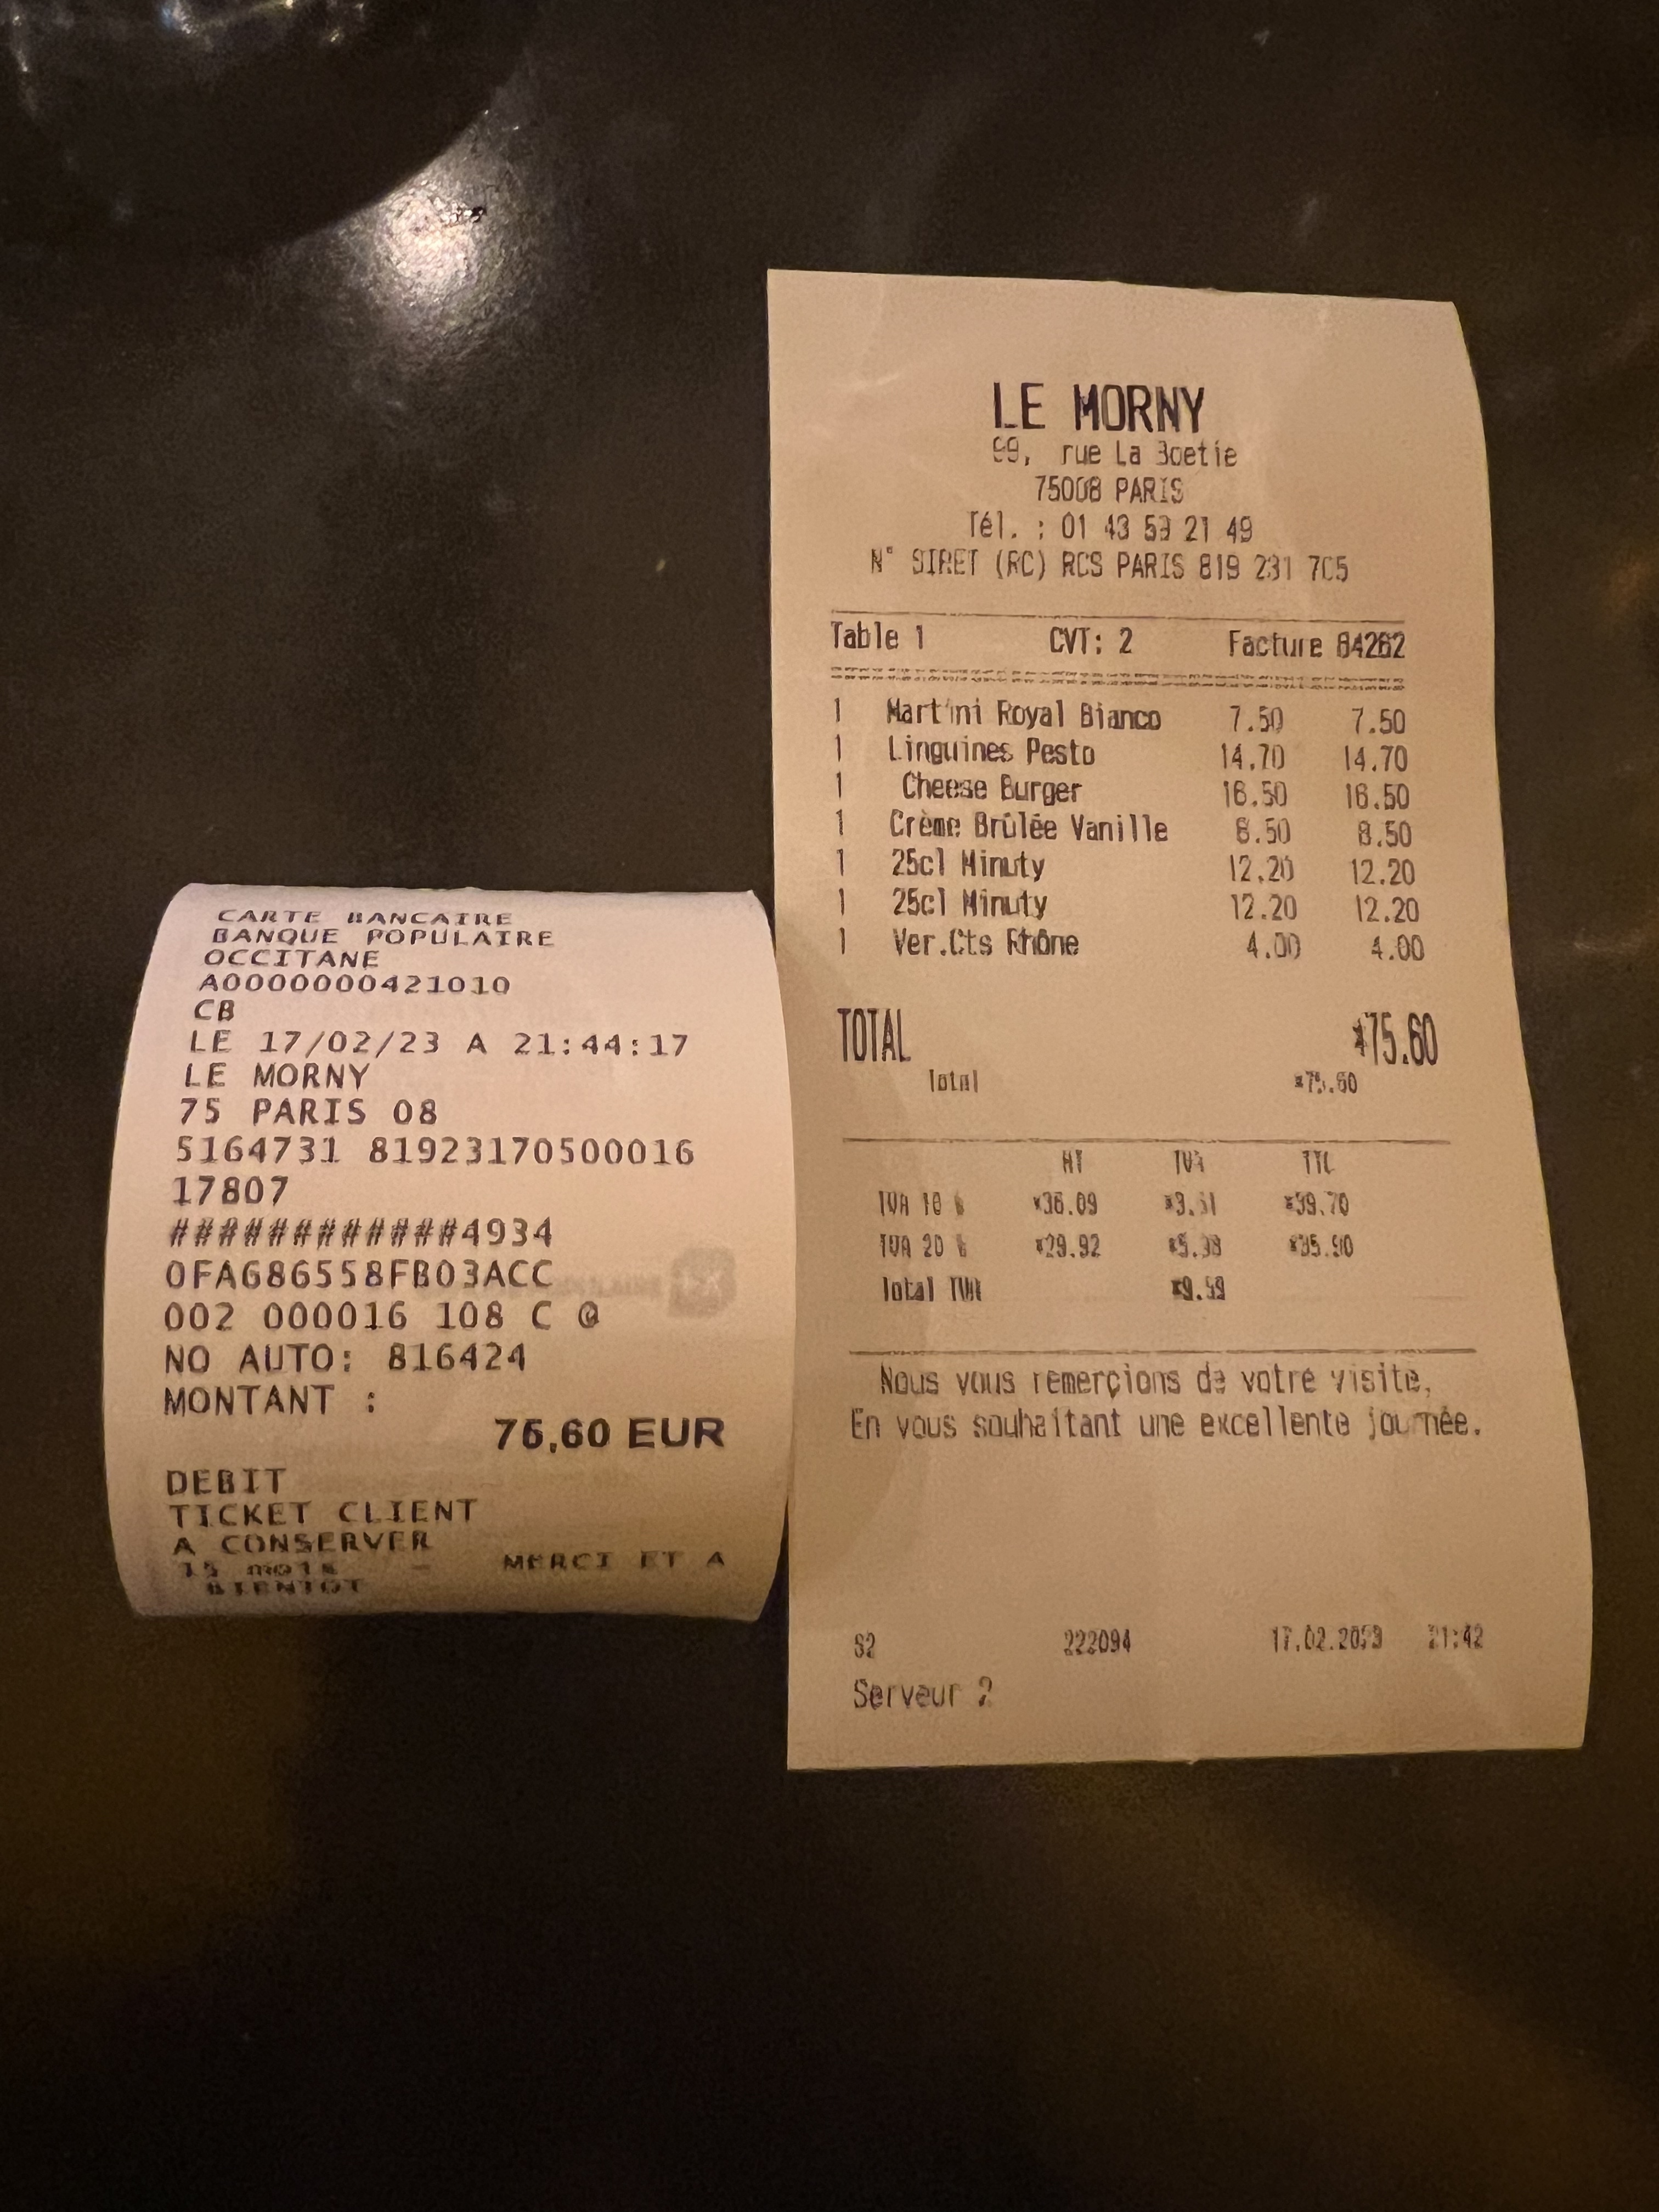 CARTE BANCAIRE
BANQUE POPULAIRE
OCCITANE
A0000000421010
CB
LE 17/02/23 A 21:44:17
LE MORNY
75 PARIS 08
5164731 81923170500016
17807
############4934
0FA686558FB03ACC
002 000016 108 C @
NO AUTO: 816424
MONTANT :
75,60 EUR
DEBIT
TICKET CLIENT
A CONSERVER
15 mois - MERCI ET A
BIENTOT
LE MORNY
99, rue La Boetie
75008 PARIS
Tél. : 01 43 59 21 49
N° SIRET (RC) RCS PARIS 819 231 705
Table 1 CVT: 2 Facture
1 Martini Royal Bianco 7.50 7.50
1 Linguines Pesto 14.70 14.70
1 Cheese Burger 16.50 16.50
1 Crème Brûlée Vanille 8.50 8.50
1 25cl Minuty 12.20 12.20
1 25cl Minuty 12.20 12.20
1 Ver.Cts Rhône 4.00 4.00
TOTAL *75.60
Total *75.60
HT TVA TTC
TVA 10 % *36.09 *3.61 *39.70
TVA 20 % *29.92 *5.98 *35.90
Total TVA *9.59
Nous vous remerçions de votre visite,
En vous souhaitant une excellente journée.
S2 222094 17.02.2023 21:42
Serveur 2